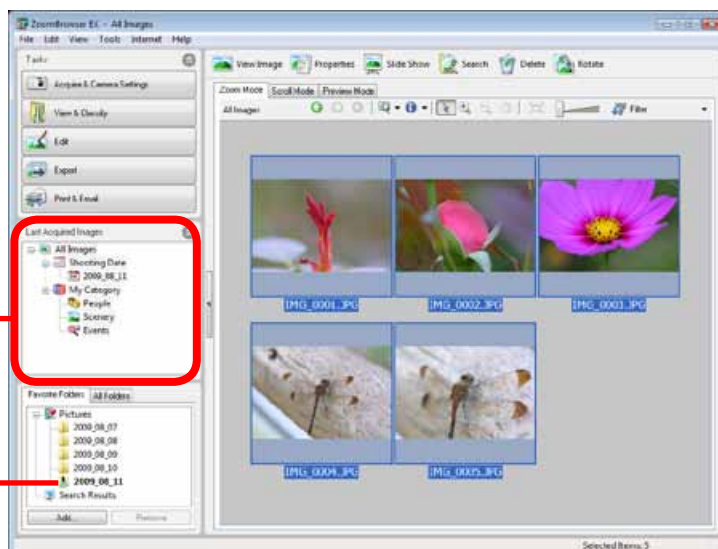 ZoomBrowser EX - All Images
File Edit View Tools Internet Help
Tasks
Acquire & Camera Settings
View & Classify
Edit
Export
Print & Email
Last Acquired Images
All Images
Shooting Date
2009_08_11
My Category
People
Scenery
Events
Favorite Folders All Folders
Pictures
2009_08_07
2009_08_08
2009_08_09
2009_08_10
2009_08_11
Search Results
Add... Remove
View Image Properties Slide Show Search Delete Rotate
Zoom Mode Scroll Mode Preview Mode
All Images Filter
IMG_0001.JPG IMG_0002.JPG IMG_0003.JPG
IMG_0004.JPG IMG_0005.JPG
Selected Items: 5